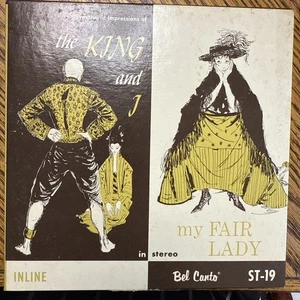 impressions of
the KING
and
I
my FAIR
LADY
in stereo
INLINE
Bel Canto
ST-19